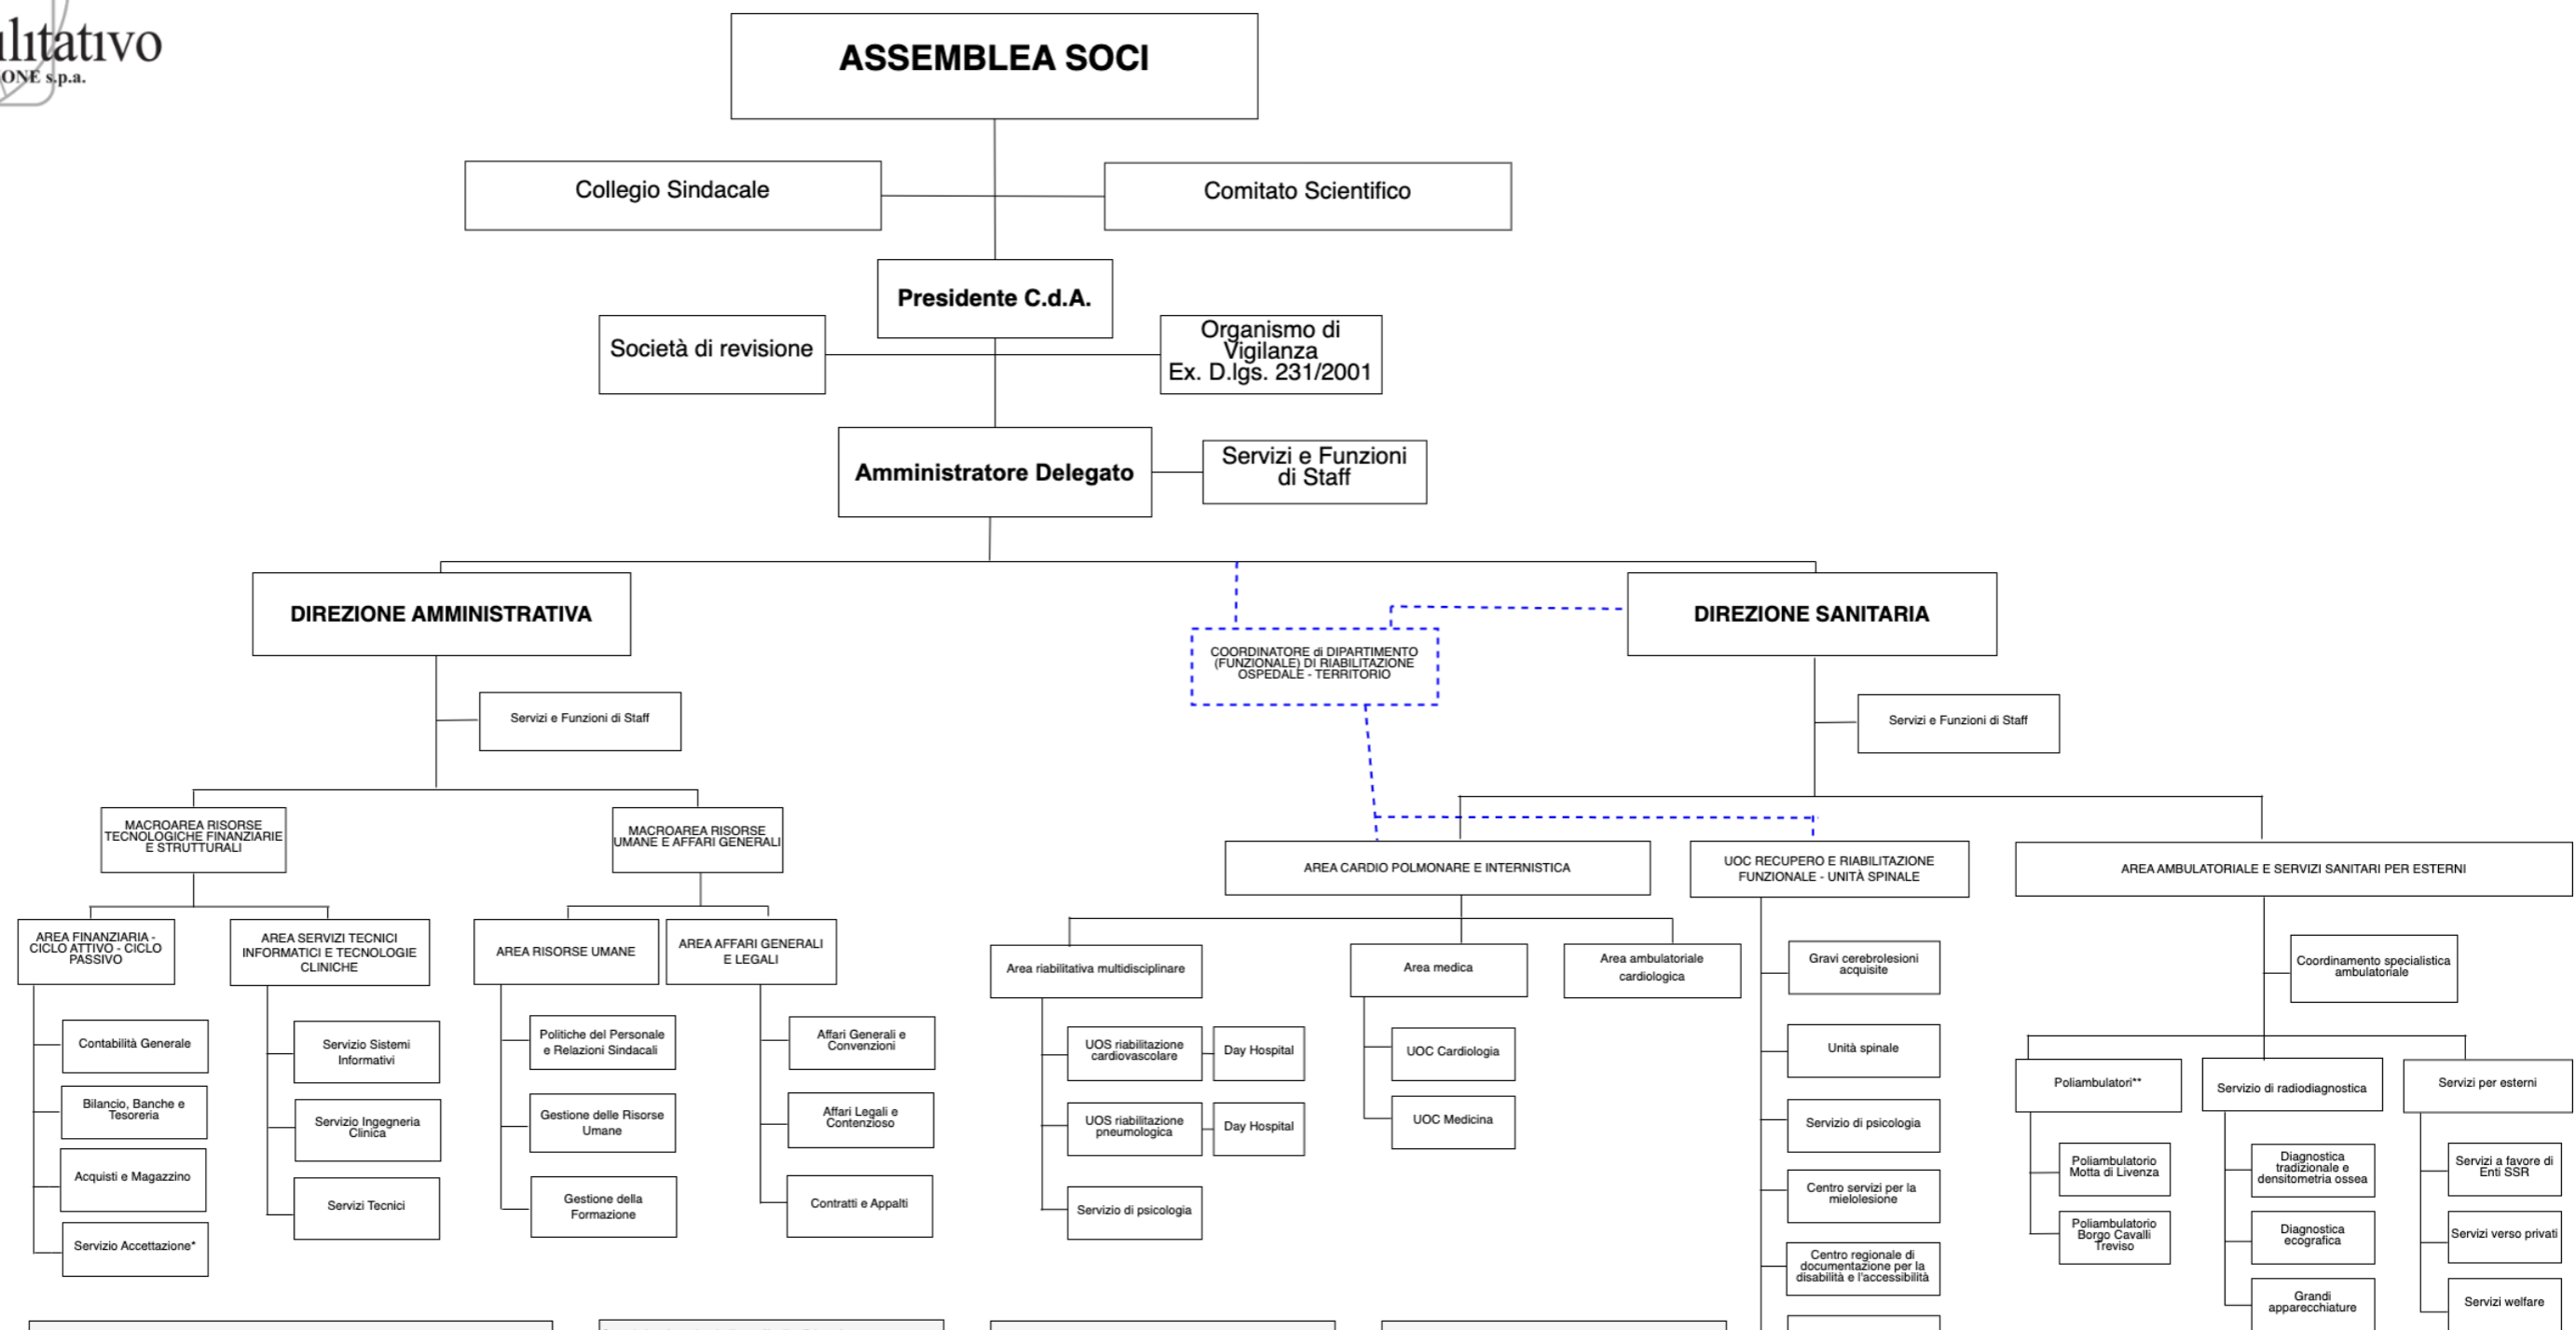 ASSEMBLEA SOCI
Collegio Sindacale
Comitato Scientifico
Presidente C.d.A.
Società di revisione
Organismo di
Vigilanza
Ex. D.lgs. 231/2001
Amministratore Delegato
Servizi e Funzioni
di Staff
DIREZIONE AMMINISTRATIVA
DIREZIONE SANITARIA
COORDINATORE di DIPARTIMENTO
(FUNZIONALE) DI RIABILITAZIONE
OSPEDALE - TERRITORIO
Servizi e Funzioni di Staff
Servizi e Funzioni di Staff
MACROAREA RISORSE
TECNOLOGICHE FINANZIARIE
E STRUTTURALI
MACROAREA RISORSE
UMANE E AFFARI GENERALI
AREA CARDIO POLMONARE E INTERNISTICA
UOC RECUPERO E RIABILITAZIONE
FUNZIONALE - UNITÀ SPINALE
AREA AMBULATORIALE E SERVIZI SANITARI PER ESTERNI
AREA FINANZIARIA -
CICLO ATTIVO - CICLO
PASSIVO
AREA SERVIZI TECNICI
INFORMATICI E TECNOLOGIE
CLINICHE
AREA RISORSE UMANE
AREA AFFARI GENERALI
E LEGALI
Area riabilitativa multidisciplinare
Area medica
Area ambulatoriale
cardiologica
Gravi cerebrolesioni
acquisite
Coordinamento specialistica
ambulatoriale
Contabilità Generale
Bilancio, Banche e
Tesoreria
Acquisti e Magazzino
Servizio Accettazione*
Servizio Sistemi
Informativi
Servizio Ingegneria
Clinica
Servizi Tecnici
Politiche del Personale
e Relazioni Sindacali
Gestione delle Risorse
Umane
Gestione della
Formazione
Affari Generali e
Convenzioni
Affari Legali e
Contenzioso
Contratti e Appalti
UOS riabilitazione
cardiovascolare
Day Hospital
UOS riabilitazione
pneumologica
Day Hospital
Servizio di psicologia
UOC Cardiologia
UOC Medicina
Unità spinale
Servizio di psicologia
Centro servizi per la
mielolesione
Centro regionale di
documentazione per la
disabilità e l'accessibilità
Poliambulatori**
Poliambulatorio
Motta di Livenza
Poliambulatorio
Borgo Cavalli
Treviso
Servizio di radiodiagnostica
Diagnostica
tradizionale e
densitometria ossea
Diagnostica
ecografica
Grandi
apparecchiature
Servizi per esterni
Servizi a favore di
Enti SSR
Servizi verso privati
Servizi welfare